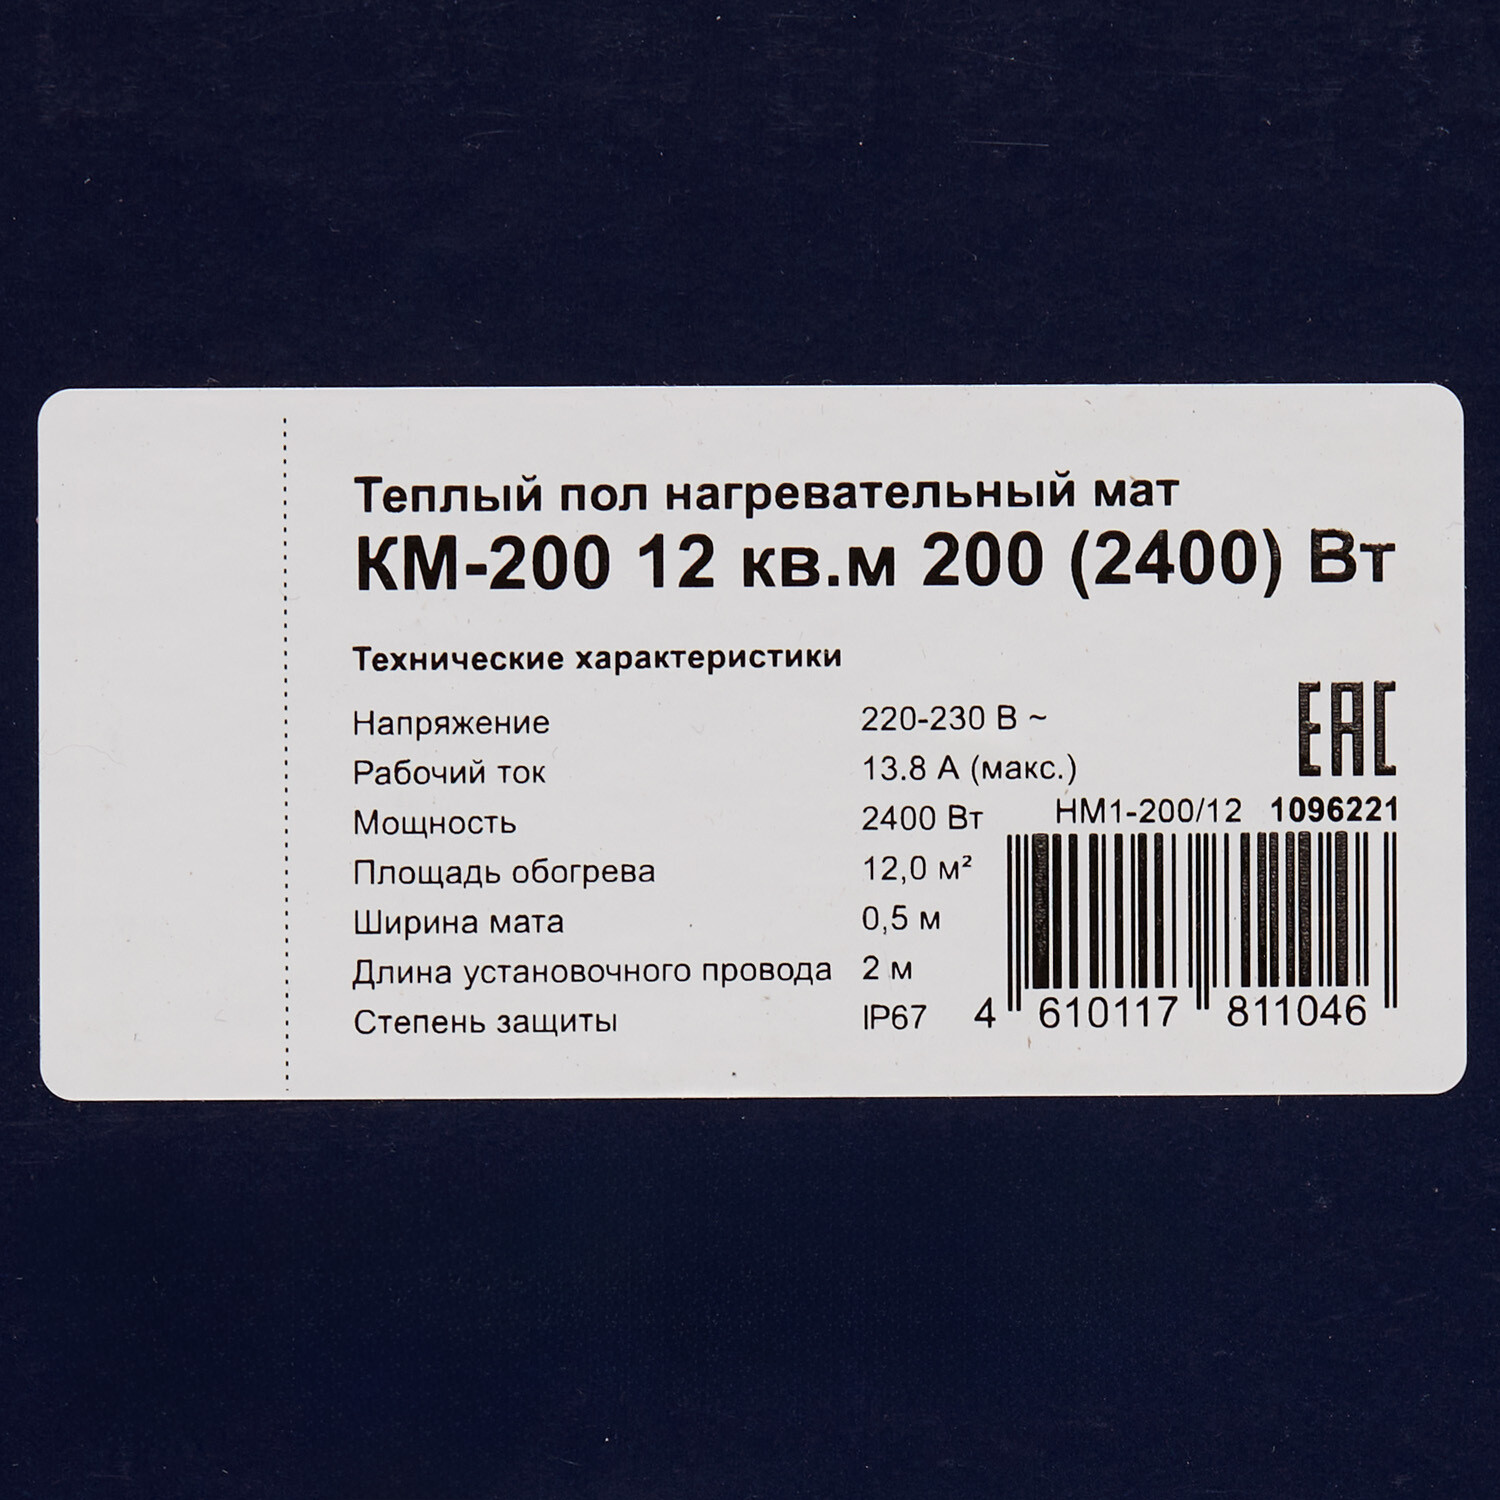 Теплый пол нагревательный мат
КМ-200 12 кв.м 200 (2400) Вт
Технические характеристики
Напряжение 220-230 В ~
Рабочий ток 13.8 А (макс.)
Мощность 2400 Вт
Площадь обогрева 12,0 м²
Ширина мата 0,5 м
Длина установочного провода 2 м
Степень защиты IP67
EAC
НМ1-200/12 1096221
4 610117 811046